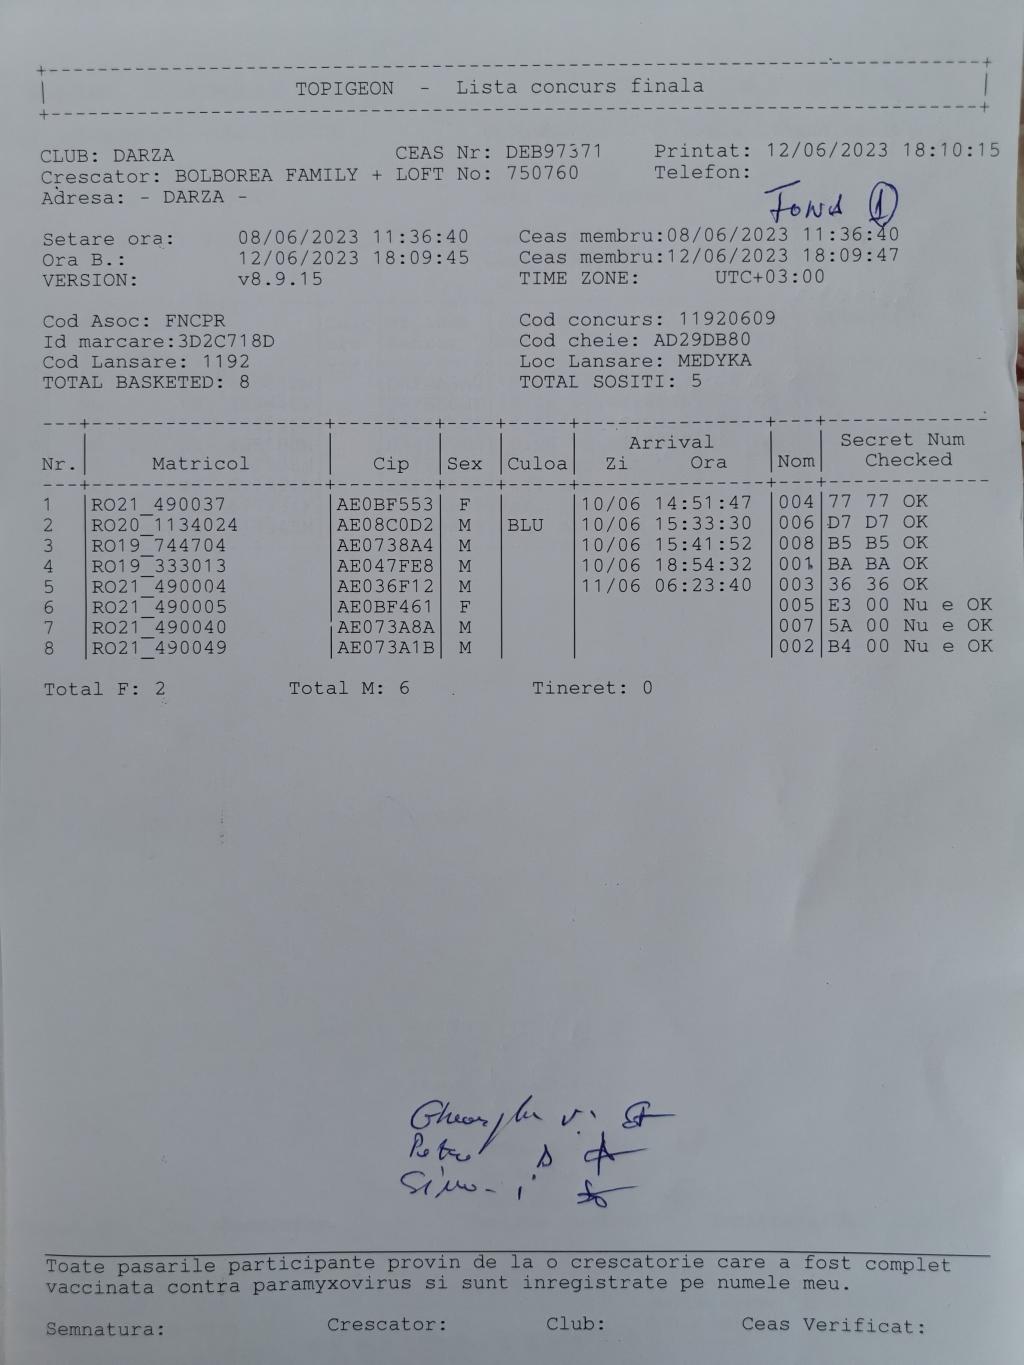 TOPIGEON - Lista concurs finala
CLUB: DARZA CEAS Nr: DEB97371 Printat: 12/06/2023 18:10:15
Crescator: BOLBOREA FAMILY + LOFT No: 750760 Telefon:
Adresa: - DARZA -
FOND 1
Setare ora: 08/06/2023 11:36:40 Ceas membru:08/06/2023 11:36:40
Ora B.: 12/06/2023 18:09:45 Ceas membru:12/06/2023 18:09:47
VERSION: v8.9.15 TIME ZONE: UTC+03:00
Cod Asoc: FNCPR Cod concurs: 11920609
Id marcare:3D2C718D Cod cheie: AD29DB80
Cod Lansare: 1192 Loc Lansare: MEDYKA
TOTAL BASKETED: 8 TOTAL SOSITI: 5
Arrival Secret Num
Nr. Matricol Cip Sex Culoa Zi Ora Nom Checked
1 RO21_490037 AE0BF553 F 10/06 14:51:47 004 77 77 OK
2 RO20_1134024 AE08C0D2 M BLU 10/06 15:33:30 006 D7 D7 OK
3 RO19_744704 AE0738A4 M 10/06 15:41:52 008 B5 B5 OK
4 RO19_333013 AE047FE8 M 10/06 18:54:32 001 BA BA OK
5 RO21_490004 AE036F12 M 11/06 06:23:40 003 36 36 OK
6 RO21_490005 AE0BF461 F 005 E3 00 Nu e OK
7 RO21_490040 AE073A8A M 007 5A 00 Nu e OK
8 RO21_490049 AE073A1B M 002 B4 00 Nu e OK
Total F: 2 Total M: 6 Tineret: 0
Toate pasarile participante provin de la o crescatorie care a fost complet
vaccinata contra paramyxovirus si sunt inregistrate pe numele meu.
Semnatura: Crescator: Club: Ceas Verificat: